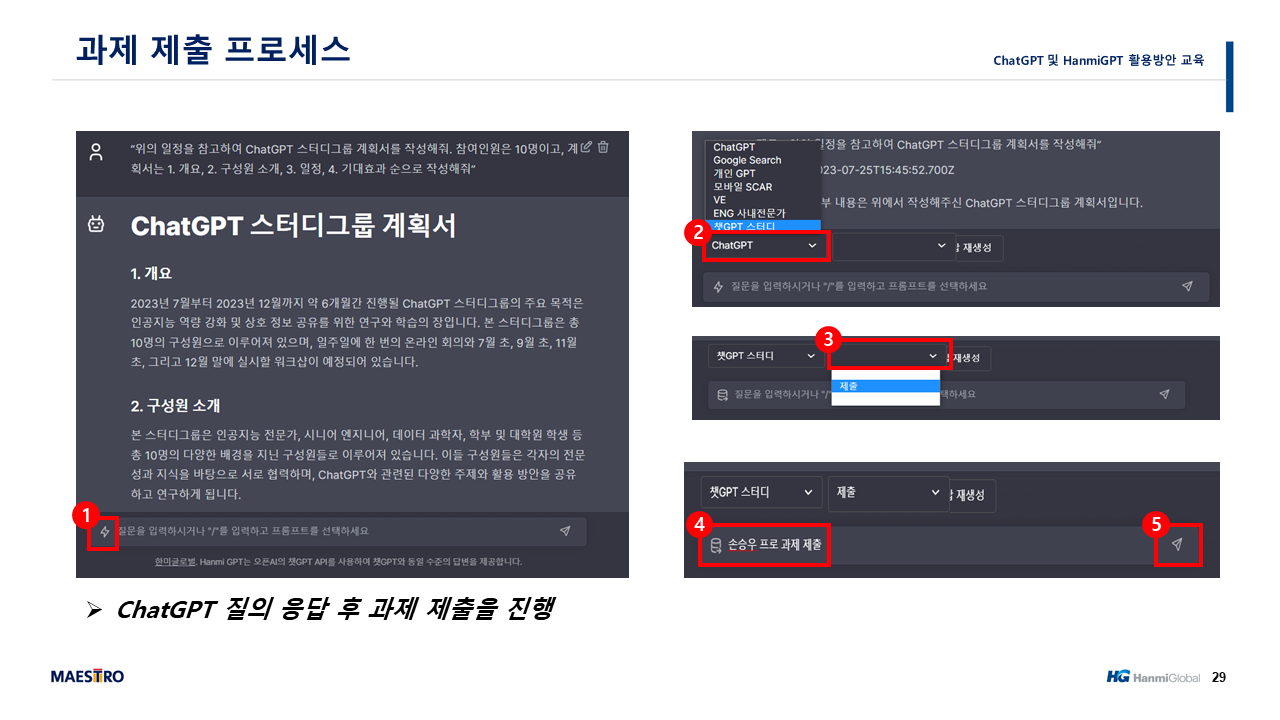 과제 제출 프로세스
ChatGPT 및 HanmiGPT 활용방안 교육
"위의 일정을 참고하여 ChatGPT 스터디그룹 계획서를 작성해줘. 참여인원은 10명이고, 계
획서는 1. 개요, 2. 구성원 소개, 3. 일정, 4. 기대효과 순으로 작성해줘"
ChatGPT 스터디그룹 계획서
1. 개요
2023년 7월부터 2023년 12월까지 약 6개월간 진행될 ChatGPT 스터디그룹의 주요 목적은
인공지능 역량 강화 및 상호 정보 공유를 위한 연구와 학습의 장입니다. 본 스터디그룹은 총
10명의 구성원으로 이루어져 있으며, 일주일에 한 번의 온라인 회의와 7월 초, 9월 초, 11월
초, 그리고 12월 말에 실시할 워크샵이 예정되어 있습니다.
2. 구성원 소개
본 스터디그룹은 인공지능 전문가, 시니어 엔지니어, 데이터 과학자, 학부 및 대학원 학생 등
총 10명의 다양한 배경을 지닌 구성원들로 이루어져 있습니다. 이들 구성원들은 각자의 전문
성과 지식을 바탕으로 서로 협력하며, ChatGPT와 관련된 다양한 주제와 활용 방안을 공유
하고 연구하게 됩니다.
1
질문을 입력하시거나 "/"를 입력하고 프롬프트를 선택하세요
한미글로벌. Hanmi GPT는 오픈AI의 챗GPT API를 사용하여 챗GPT와 동일 수준의 답변을 제공합니다.
ChatGPT 질의 응답 후 과제 제출을 진행
ChatGPT
Google Search
개인 GPT
모바일 SCAR
VE
ENG 사내전문가
챗GPT 스터디
정을 참고하여 ChatGPT 스터디그룹 계획서를 작성해줘"
23-07-25T15:45:52.700Z
부 내용은 위에서 작성해주신 ChatGPT 스터디그룹 계획서입니다.
2
ChatGPT
재생성
질문을 입력하시거나 "/"를 입력하고 프롬프트를 선택하세요
3
챗GPT 스터디
재생성
제출
질문을 입력하시거나 "/" 택하세요
챗GPT 스터디
제출
재생성
4
손승우 프로 과제 제출
5
MAESTRO
HG HanmiGlobal
29